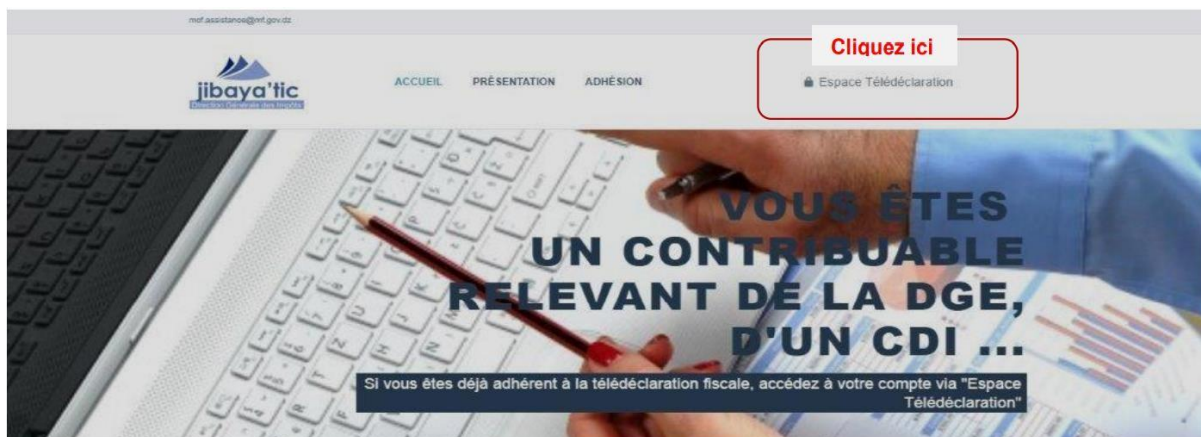 mof.assistance@mf.gov.dz
Cliquez ici
jibaya'tic
Direction Générale des Impôts
ACCUEIL PRÉSENTATION ADHÉSION
Espace Télédéclaration
VOUS ÊTES
UN CONTRIBUABLE
RELEVANT DE LA DGE,
D'UN CDI ...
Si vous êtes déjà adhérent à la télédéclaration fiscale, accédez à votre compte via "Espace
Télédéclaration"